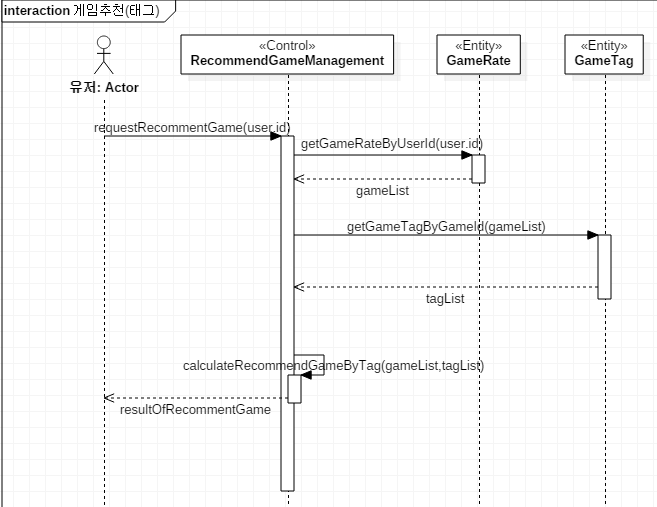 interaction 게임추천(태그)
«Control»
RecommendGameManagement
«Entity»
GameRate
«Entity»
GameTag
유저: Actor
requestRecommentGame(user.id)
getGameRateByUserId(user.id)
gameList
getGameTagByGameId(gameList)
tagList
calculateRecommendGameByTag(gameList,tagList)
resultOfRecommentGame